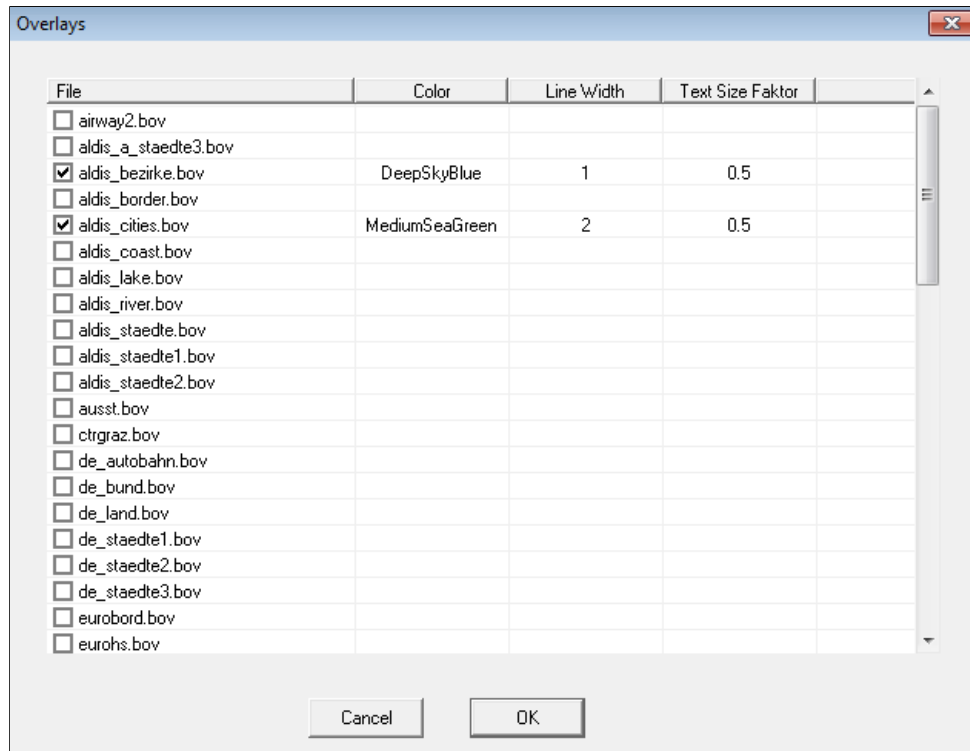 Overlays
File Color Line Width Text Size Faktor
airway2.bov
aldis_a_staedte3.bov
aldis_bezirke.bov DeepSkyBlue 1 0.5
aldis_border.bov
aldis_cities.bov MediumSeaGreen 2 0.5
aldis_coast.bov
aldis_lake.bov
aldis_river.bov
aldis_staedte.bov
aldis_staedte1.bov
aldis_staedte2.bov
ausst.bov
ctrgraz.bov
de_autobahn.bov
de_bund.bov
de_land.bov
de_staedte1.bov
de_staedte2.bov
de_staedte3.bov
eurobord.bov
eurohs.bov
Cancel OK